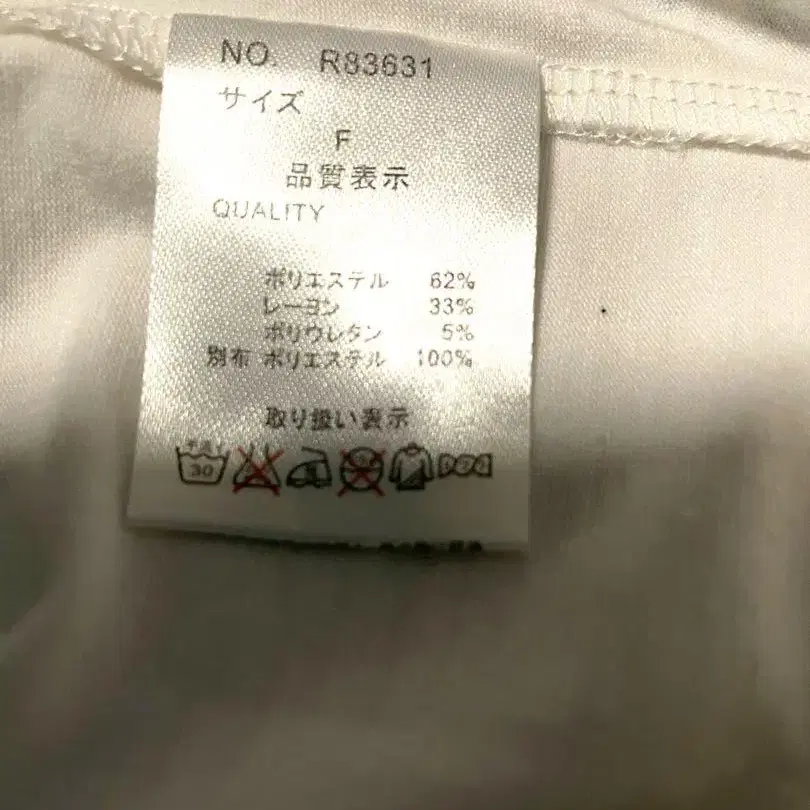 NO. R83631
サイズ
F
品質表示
QUALITY
ポリエステル 62%
レーヨン 33%
ポリウレタン 5%
別布 ポリエステル 100%
取り扱い表示
30